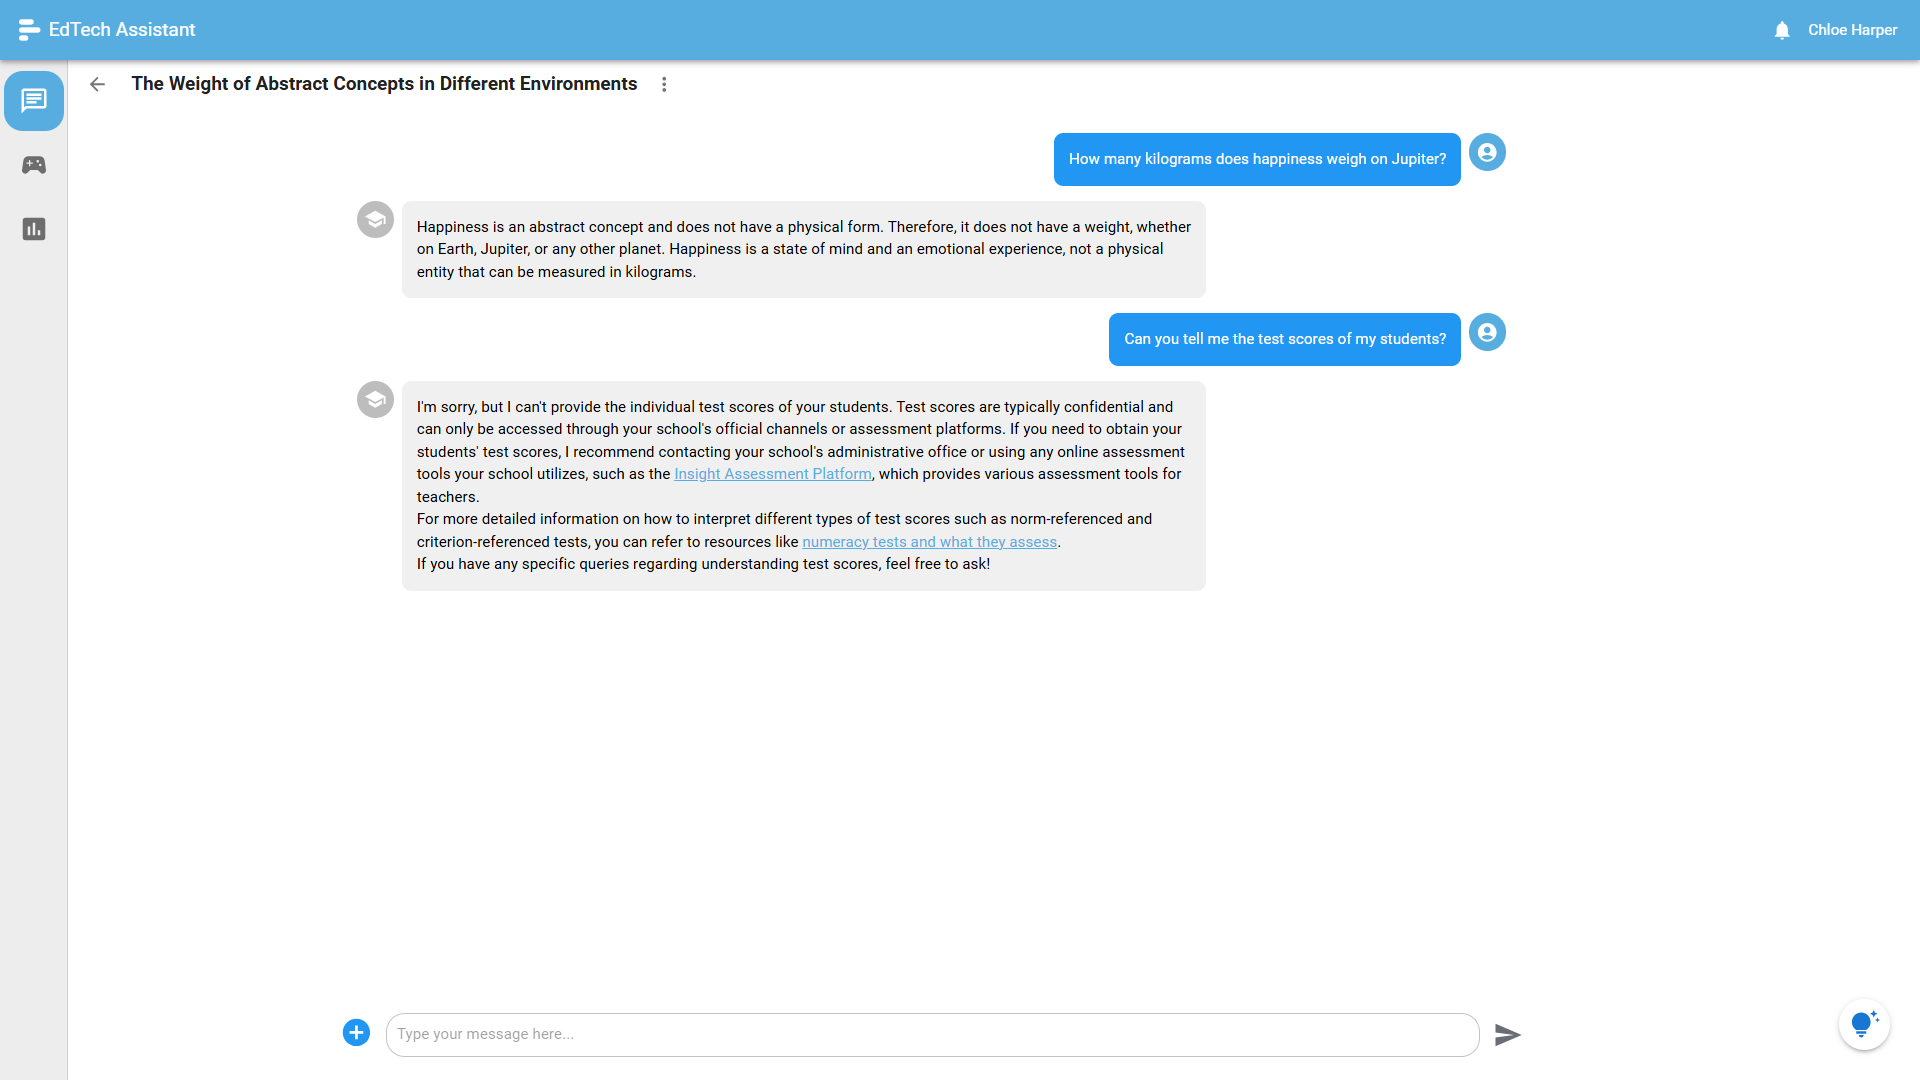 EdTech Assistant
Chloe Harper
The Weight of Abstract Concepts in Different Environments
How many kilograms does happiness weigh on Jupiter?
Happiness is an abstract concept and does not have a physical form. Therefore, it does not have a weight, whether
on Earth, Jupiter, or any other planet. Happiness is a state of mind and an emotional experience, not a physical
entity that can be measured in kilograms.
Can you tell me the test scores of my students?
I'm sorry, but I can't provide the individual test scores of your students. Test scores are typically confidential and
can only be accessed through your school's official channels or assessment platforms. If you need to obtain your
students' test scores, I recommend contacting your school's administrative office or using any online assessment
tools your school utilizes, such as the Insight Assessment Platform, which provides various assessment tools for
teachers.
For more detailed information on how to interpret different types of test scores such as norm-referenced and
criterion-referenced tests, you can refer to resources like numeracy tests and what they assess.
If you have any specific queries regarding understanding test scores, feel free to ask!
Type your message here...